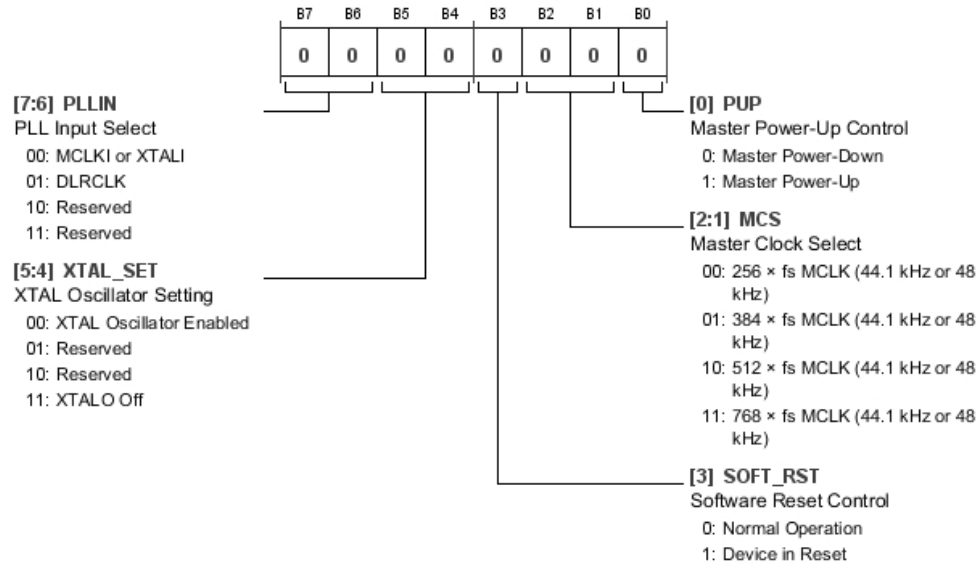 B7 B6 B5 B4 B3 B2 B1 B0
0 0 0 0 0 0 0 0
[7:6] PLLIN
PLL Input Select
00: MCLKI or XTALI
01: DLRCLK
10: Reserved
11: Reserved
[5:4] XTAL_SET
XTAL Oscillator Setting
00: XTAL Oscillator Enabled
01: Reserved
10: Reserved
11: XTALO Off
[0] PUP
Master Power-Up Control
0: Master Power-Down
1: Master Power-Up
[2:1] MCS
Master Clock Select
00: 256 × fs MCLK (44.1 kHz or 48
kHz)
01: 384 × fs MCLK (44.1 kHz or 48
kHz)
10: 512 × fs MCLK (44.1 kHz or 48
kHz)
11: 768 × fs MCLK (44.1 kHz or 48
kHz)
[3] SOFT_RST
Software Reset Control
0: Normal Operation
1: Device in Reset